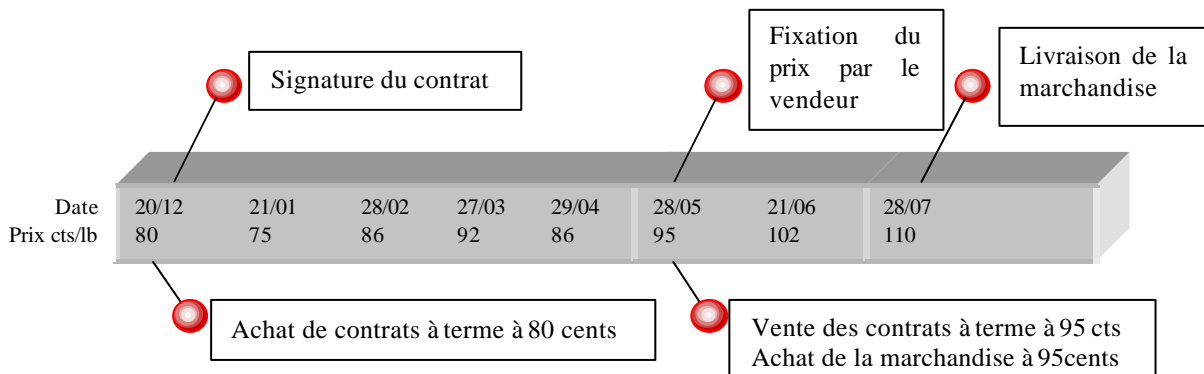 Signature du contrat
Fixation du
prix par le
vendeur
Livraison de la
marchandise
Date 20/12 21/01 28/02 27/03 29/04 28/05 21/06 28/07
Prix cts/lb 80 75 86 92 86 95 102 110
Achat de contrats à terme à 80 cents
Vente des contrats à terme à 95 cts
Achat de la marchandise à 95cents